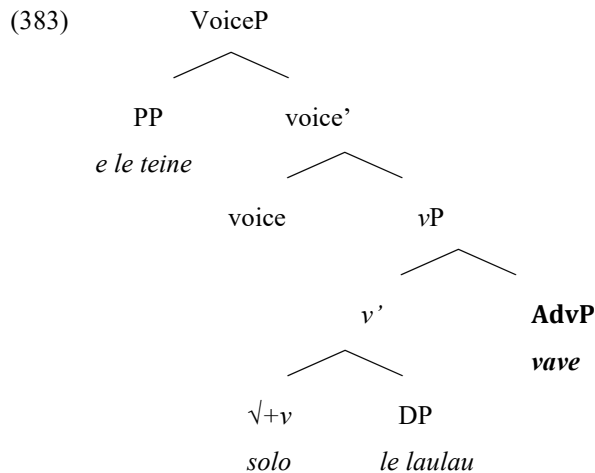 (383) VoiceP
PP voice’
e le teine
voice vP
v’ AdvP
vave
√+v DP
solo le laulau